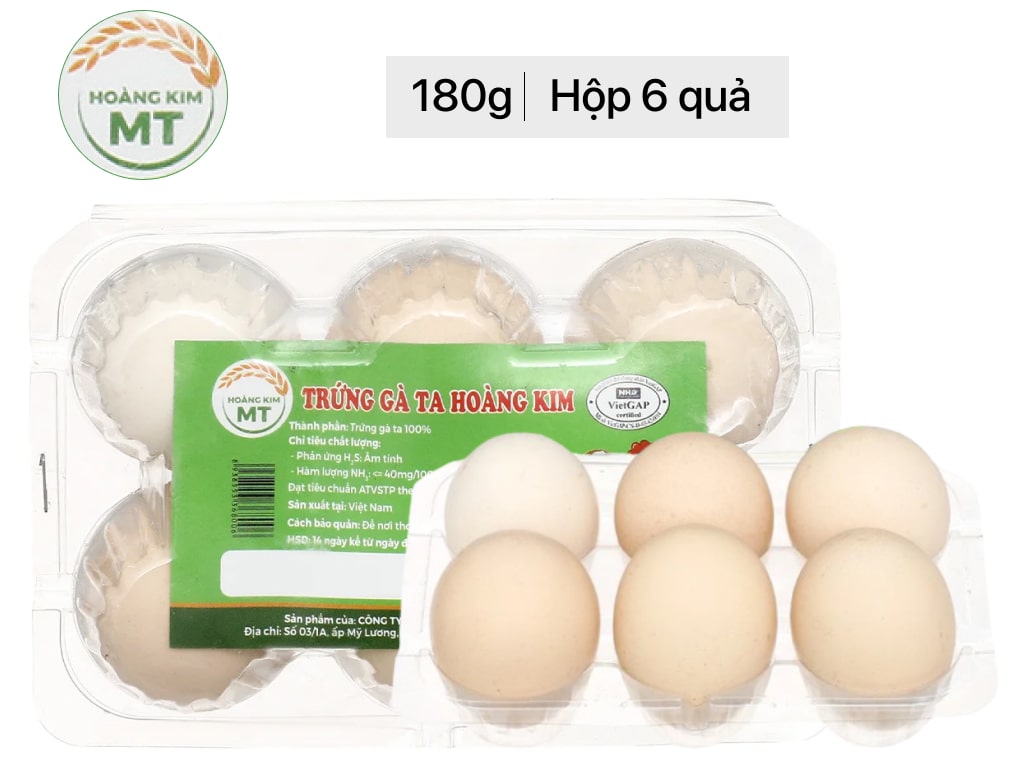 HOÀNG KIM
MT
180g | Hộp 6 quả
HOÀNG KIM
MT
TRỨNG GÀ TA HOÀNG KIM
NHO
VietGAP
certified
Thành phần: Trứng gà ta 100%
Chỉ tiêu chất lượng:
- Phản ứng H₂S: Âm tính
- Hàm lượng NH₃: <= 40mg/100
Đạt tiêu chuẩn ATVSTP the
Sản xuất tại: Việt Nam
Cách bảo quản: Để nơi tho
HSD: 14 ngày kể từ ngày đ
Sản phẩm của: CÔNG TY
Địa chỉ: Số 03/1A, ấp Mỹ Lương,